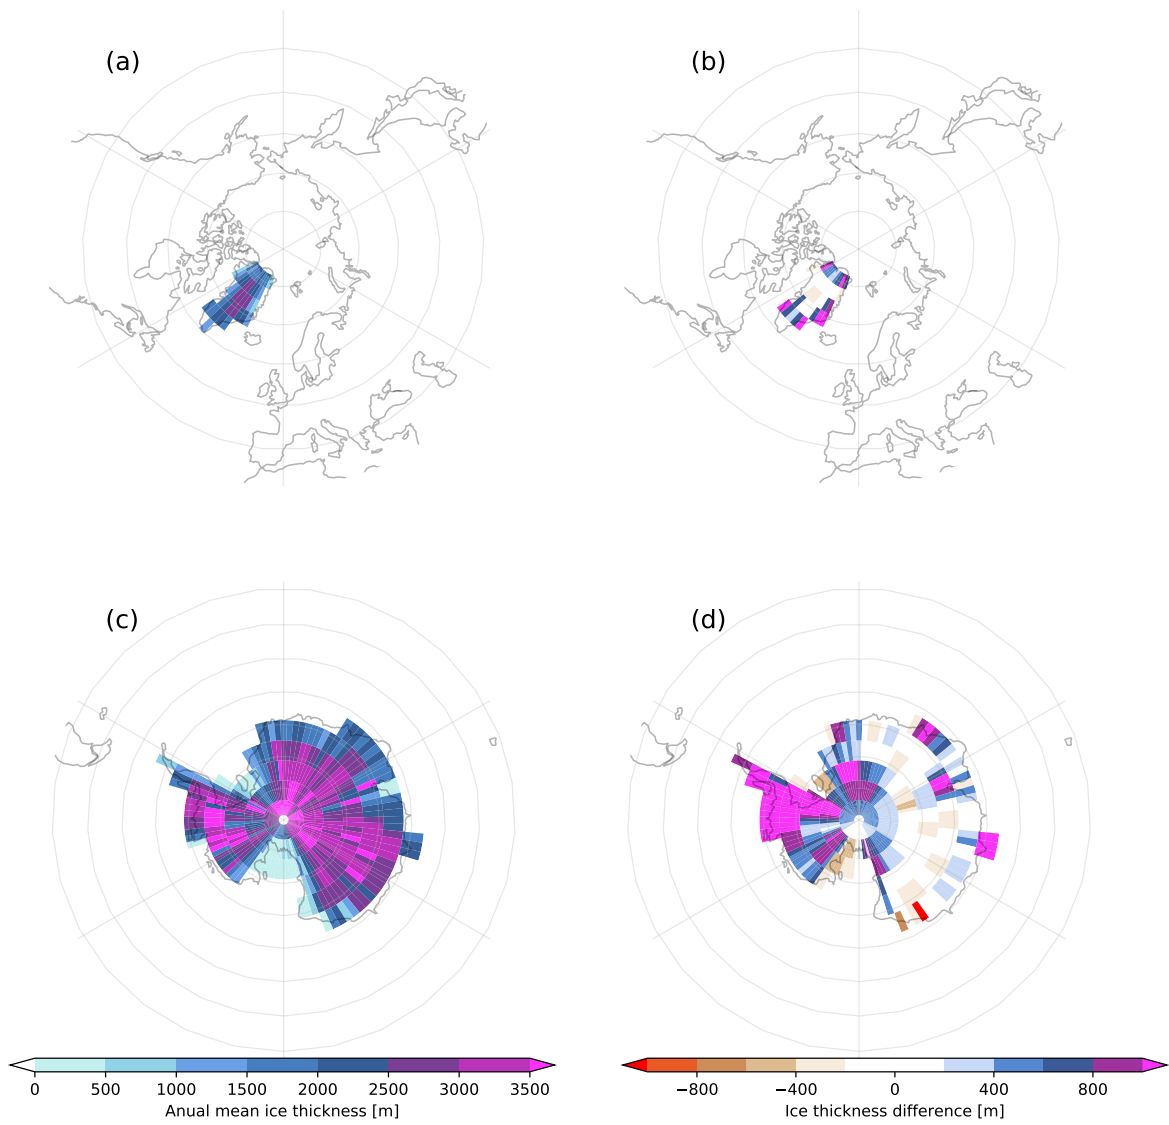 (a)
(b)
(c)
(d)
0 500 1000 1500 2000 2500 3000 3500
Anual mean ice thickness [m]
−800 −400 0 400 800
Ice thickness difference [m]